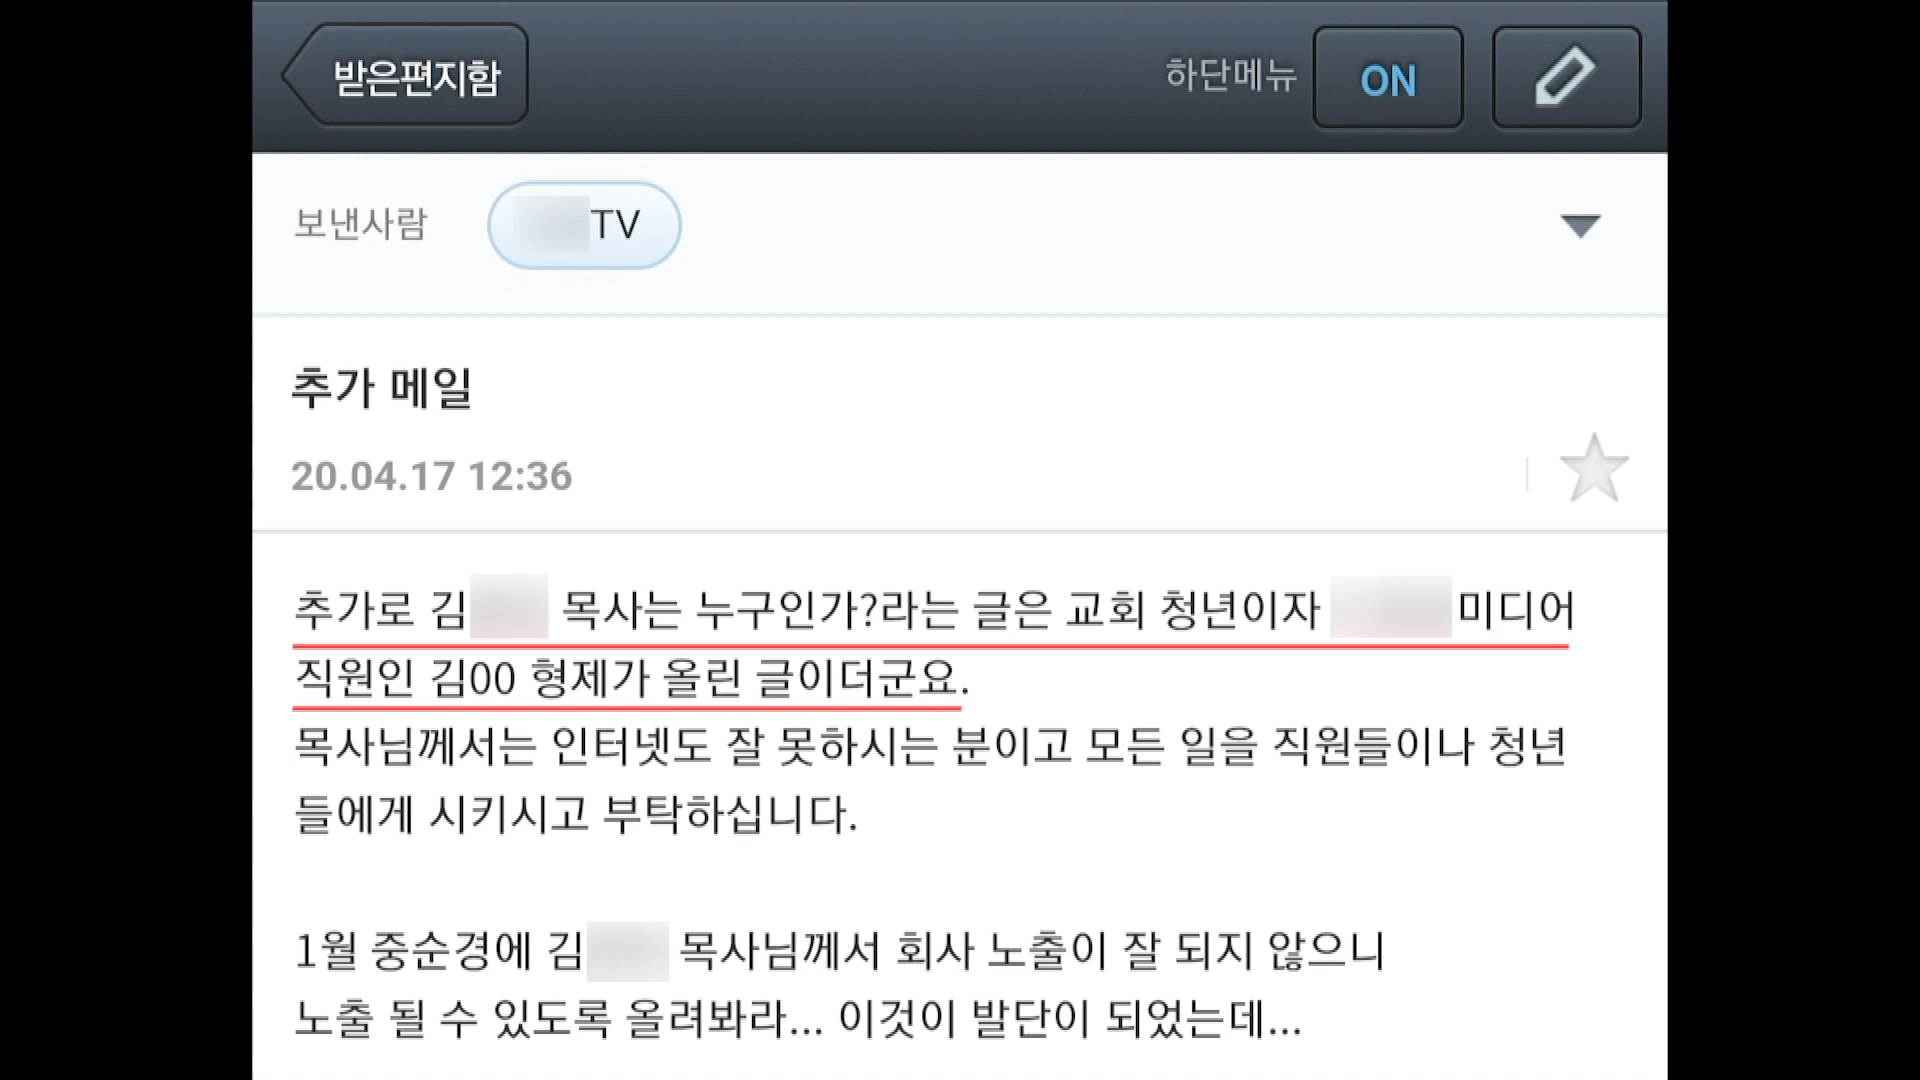 받은편지함
하단메뉴 ON
보낸사람 TV
추가 메일
20.04.17 12:36
추가로 김 목사는 누구인가?라는 글은 교회 청년이자 미디어
직원인 김00 형제가 올린 글이더군요.
목사님께서는 인터넷도 잘 못하시는 분이고 모든 일을 직원들이나 청년
들에게 시키시고 부탁하십니다.
1월 중순경에 김 목사님께서 회사 노출이 잘 되지 않으니
노출 될 수 있도록 올려봐라... 이것이 발단이 되었는데...